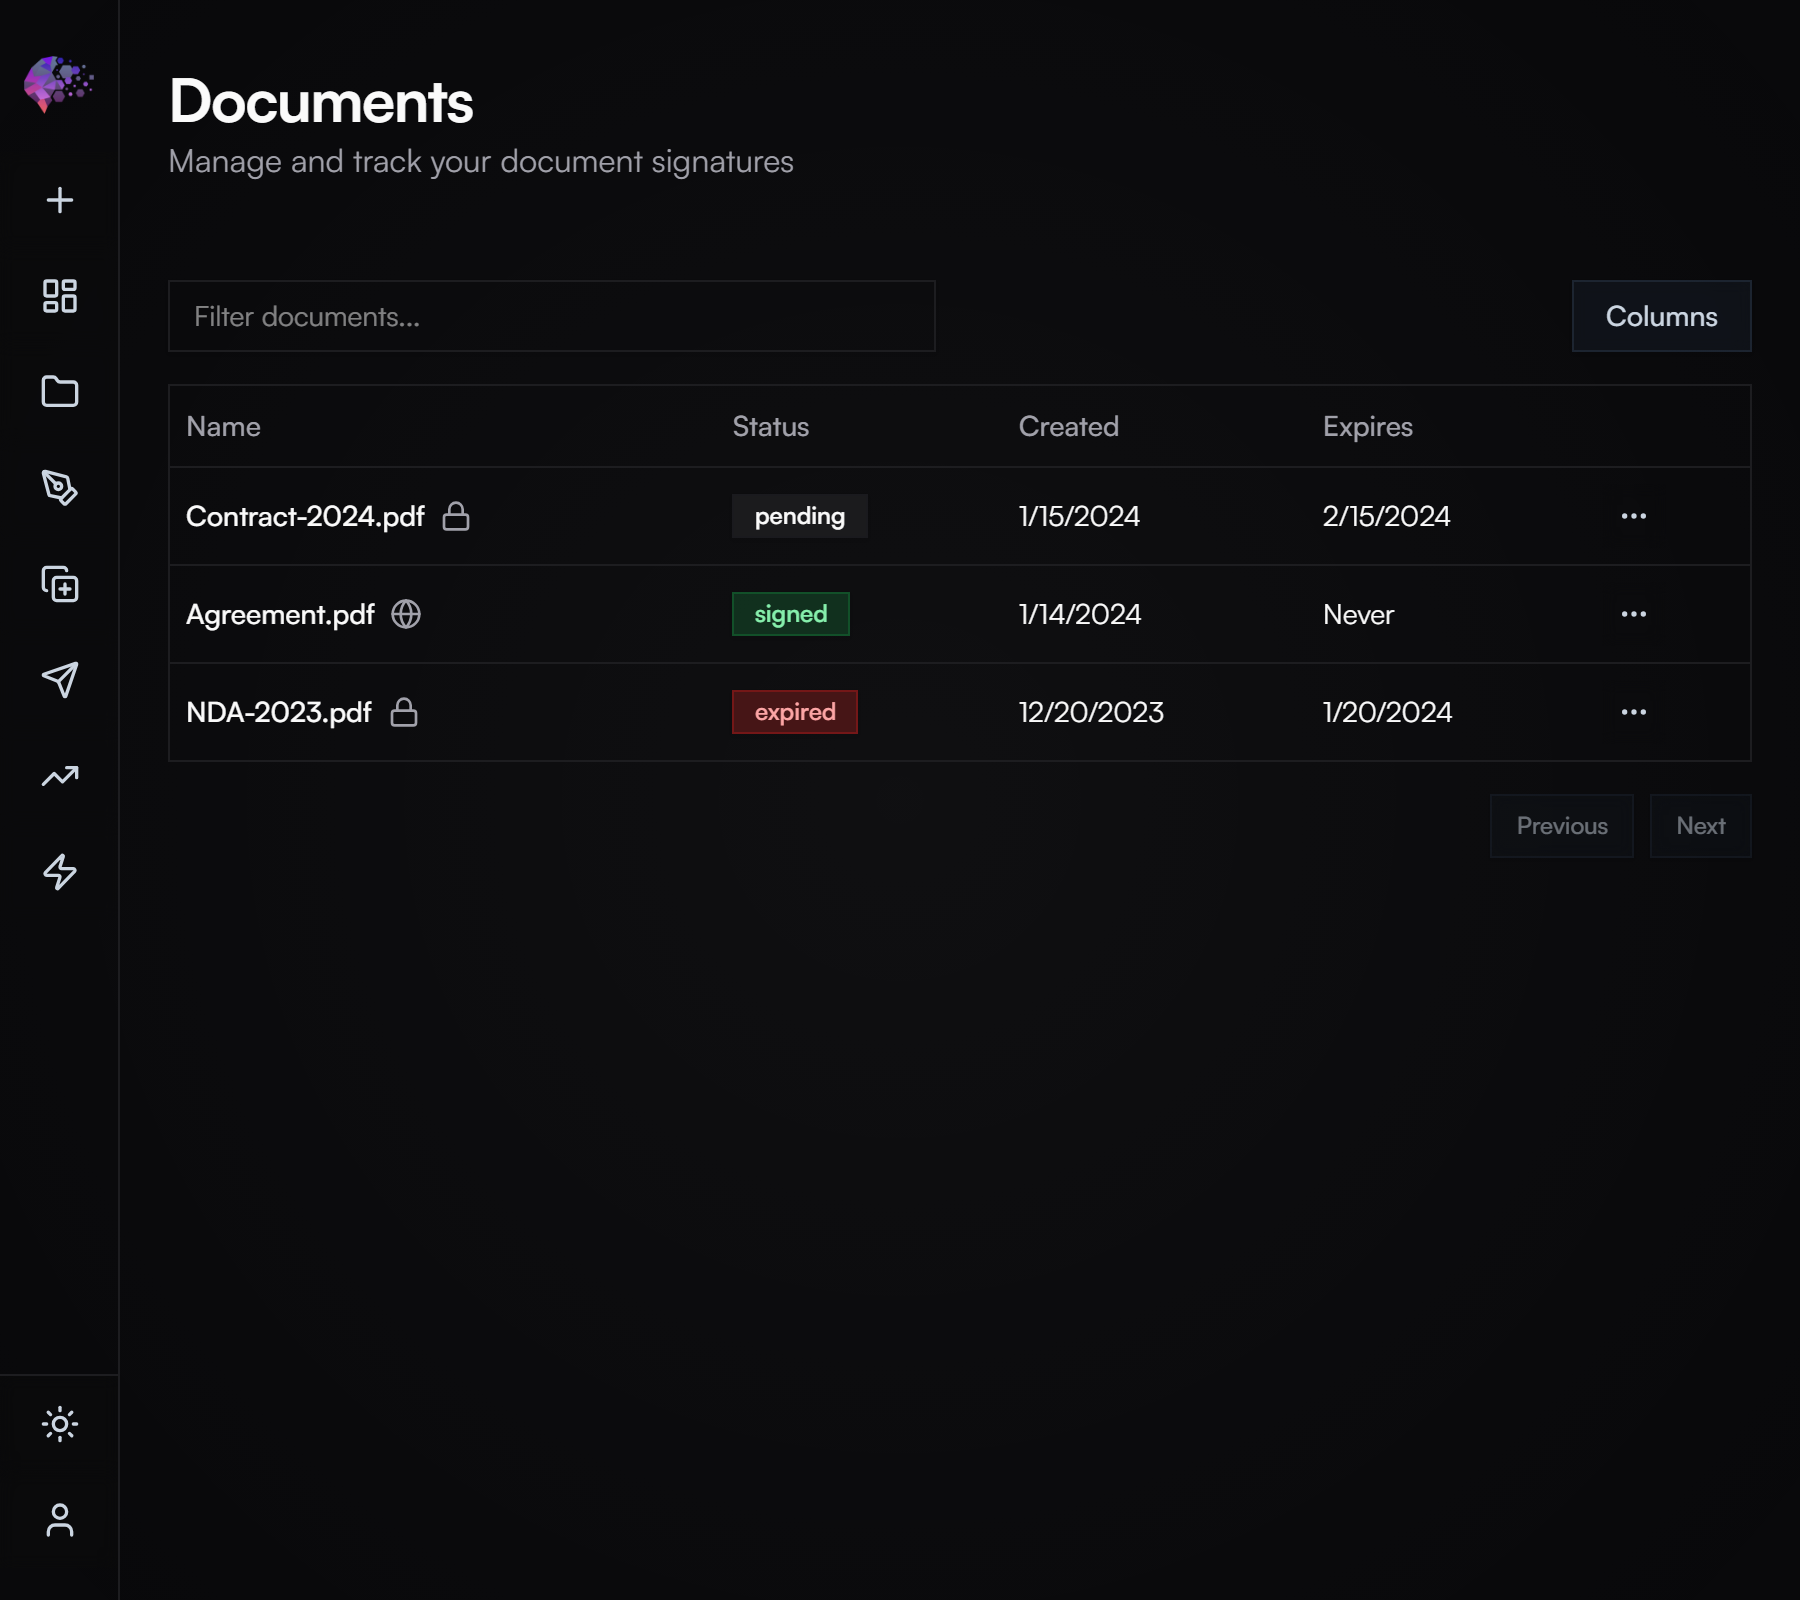 Documents
Manage and track your document signatures
Filter documents...
Columns
Name Status Created Expires
Contract-2024.pdf pending 1/15/2024 2/15/2024
Agreement.pdf signed 1/14/2024 Never
NDA-2023.pdf expired 12/20/2023 1/20/2024
Previous Next